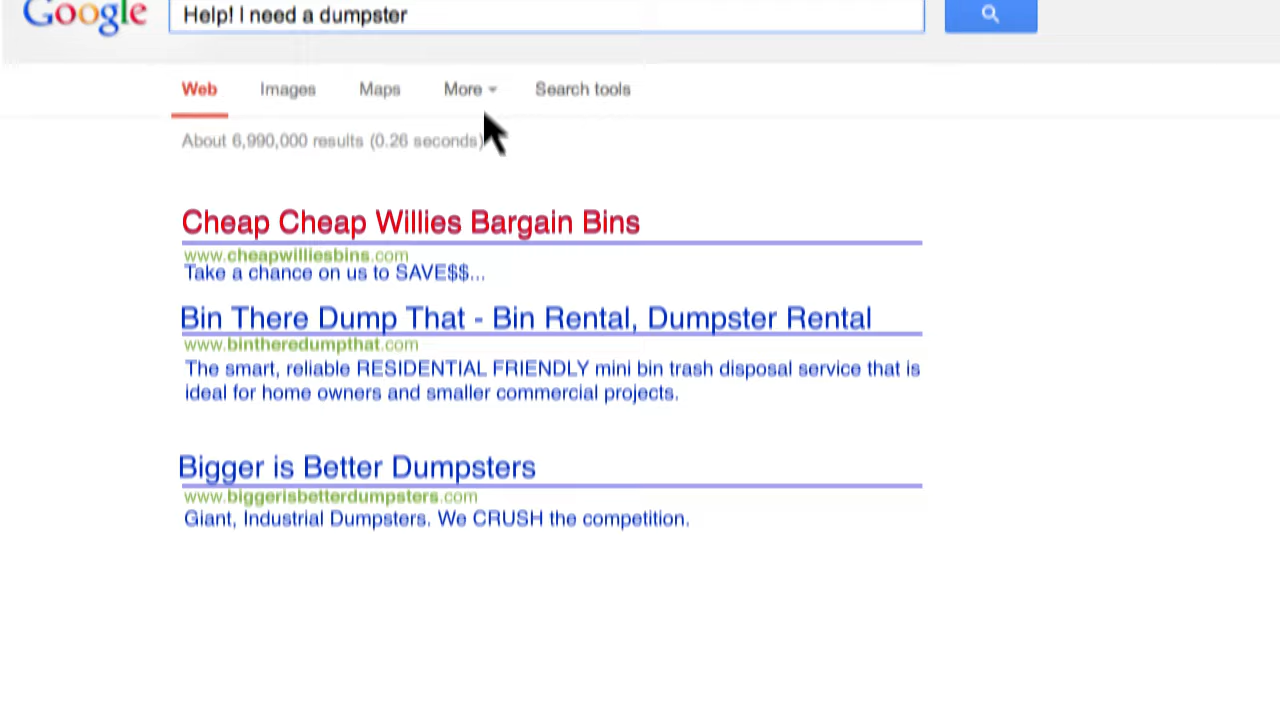 Google
Help! I need a dumpster
Web Images Maps More Search tools
About 6,990,000 results (0.26 seconds)
Cheap Cheap Willies Bargain Bins
www.cheapwilliesbins.com
Take a chance on us to SAVE$$...
Bin There Dump That - Bin Rental, Dumpster Rental
www.bintheredumpthat.com
The smart, reliable RESIDENTIAL FRIENDLY mini bin trash disposal service that is
ideal for home owners and smaller commercial projects.
Bigger is Better Dumpsters
www.biggerisbetterdumpsters.com
Giant, Industrial Dumpsters. We CRUSH the competition.